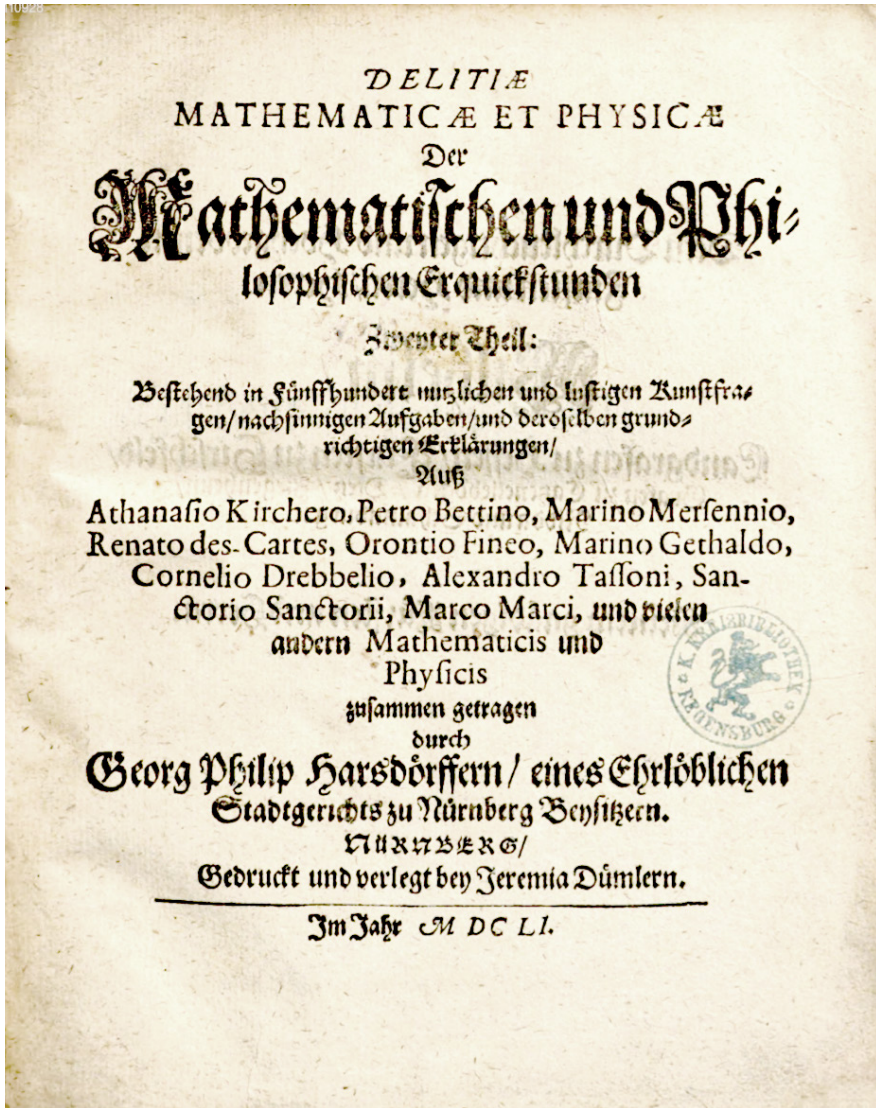 10928
DELITIÆ
MATHEMATICÆ ET PHYSICÆ
Der
Mathematiſchen und Phi⸗
loſophiſchen Erquickſtunden
Zweyter Theil:
Beſtehend in Fünffhundert nutzlichen und luſtigen Kunſtfra⸗
gen/ nachſinnigen Aufgaben/ und deroſelben grund⸗
richtigen Erklärungen/
Auß
Athanaſio Kirchero, Petro Bettino, Marino Merſennio,
Renato des-Cartes, Orontio Fineo, Marino Gethaldo,
Cornelio Drebbelio, Alexandro Taſſoni, San-
ctorio Sanctorii, Marco Marci, und vielen
andern Mathematicis und
Phyſicis
zuſammen getragen
durch
Georg Philip Harsdörffern/ eines Ehrlöblichen
Stadtgerichts zu Nürnberg Beyſitzern.
NÜRNBERG/
Gedruckt und verlegt bey Jeremia Dümlern.
Im Jahr M DC LI.
K. KREISBIBLIOTHEK
REGENSBURG